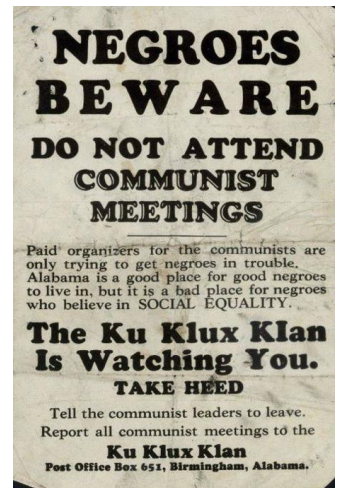 NEGROES
BEWARE
DO NOT ATTEND
COMMUNIST
MEETINGS
Paid organizers for the communists are
only trying to get negroes in trouble.
Alabama is a good place for good negroes
to live in, but it is a bad place for negroes
who believe in SOCIAL EQUALITY.
The Ku Klux Klan
Is Watching You.
TAKE HEED
Tell the communist leaders to leave.
Report all communist meetings to the
Ku Klux Klan
Post Office Box 651, Birmingham, Alabama.